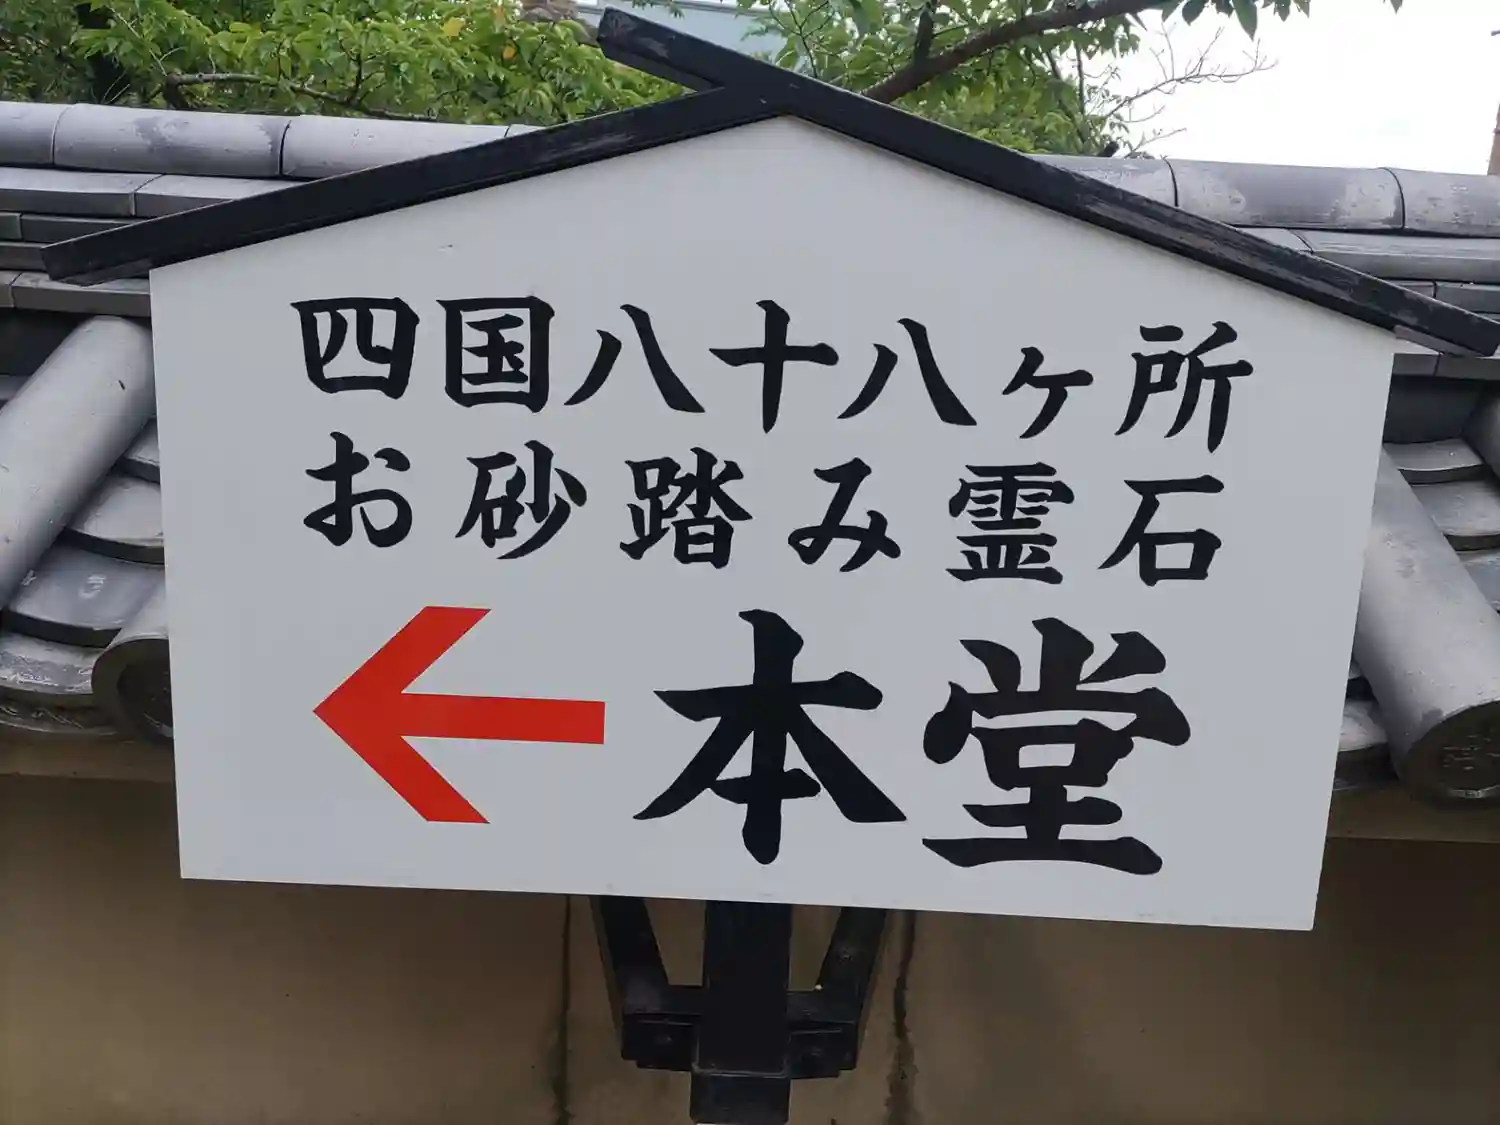 四国八十八ヶ所
お砂踏み霊石
←本堂